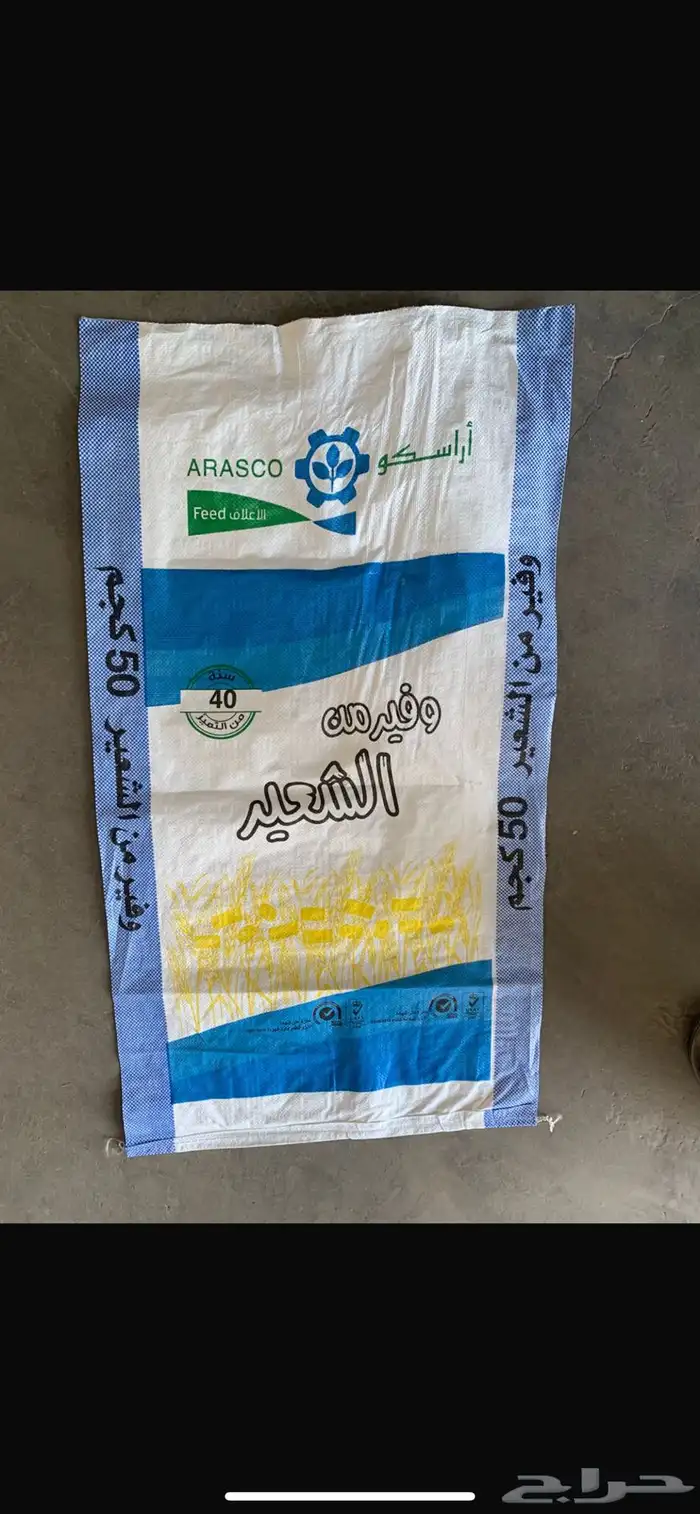 ARASCO أراسكو
Feed الأعلاف
سنة
40
من التميز
وفير من
الشعير
وفير من الشعير 50 كجم
وفير من الشعير 50 كجم
حراج